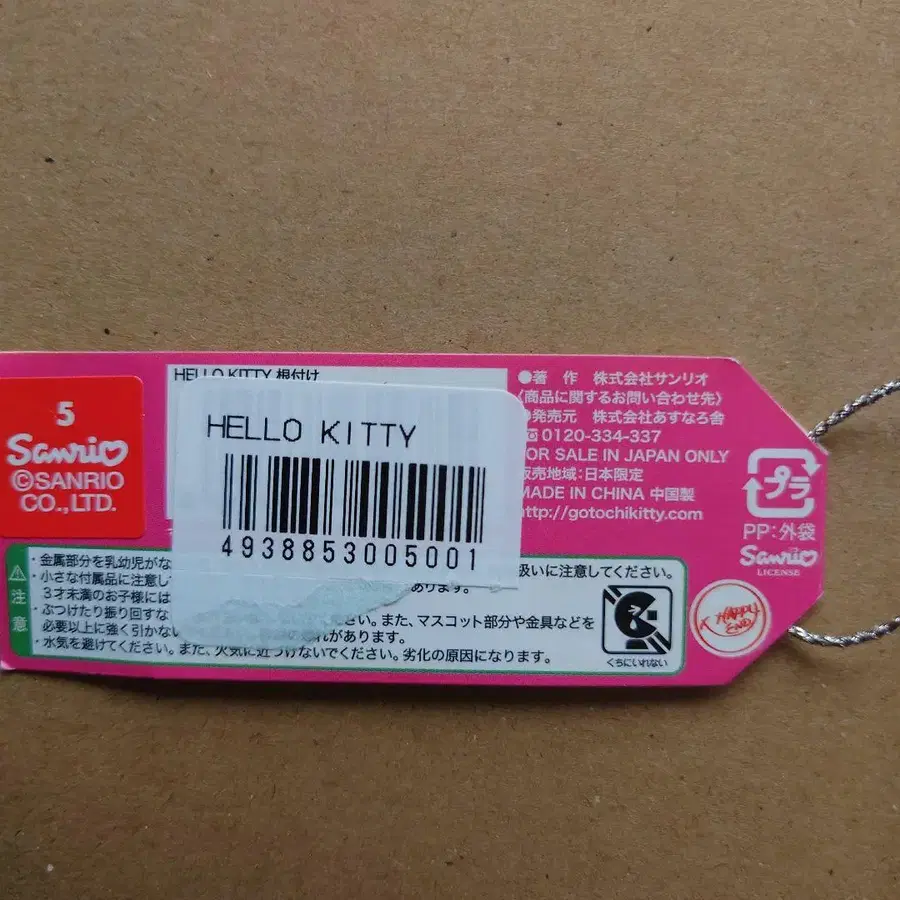 HELLO KITTY 根付け
5
Sanrio
©SANRIO
CO.,LTD.
HELLO KITTY
4938853005001
●著 作 株式会社サンリオ
〈商品に関するお問い合わせ先〉
●発売元 株式会社あすなろ舎
0120-334-337
FOR SALE IN JAPAN ONLY
販売地域:日本限定
MADE IN CHINA 中国製
http://gotochikitty.com
プラ
PP:外袋
Sanrio
LICENSE
HAPPY
END
注意
・金属部分を乳幼児がな 扱いに注意してください。
・小さな付属品に注意し あります。
3才未満のお子様には
・ぶつけたり振り回すな ください。また、マスコット部分や金具などを
必要以上に強く引かない 恐れがあります。
・水気を避けてください。また、火気に近づけないでください。劣化の原因になります。
くちにいれない